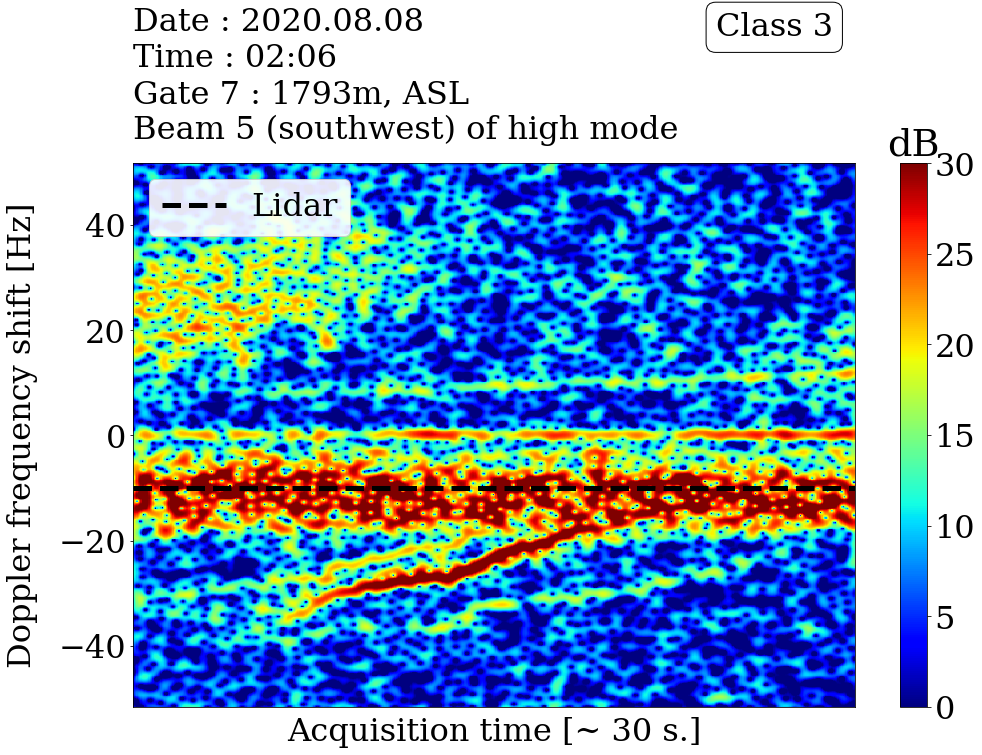 Date : 2020.08.08
Time : 02:06
Gate 7 : 1793m, ASL
Beam 5 (southwest) of high mode
Class 3
dB
Lidar
Doppler frequency shift [Hz]
40
20
0
−20
−40
Acquisition time [~ 30 s.]
30
25
20
15
10
5
0